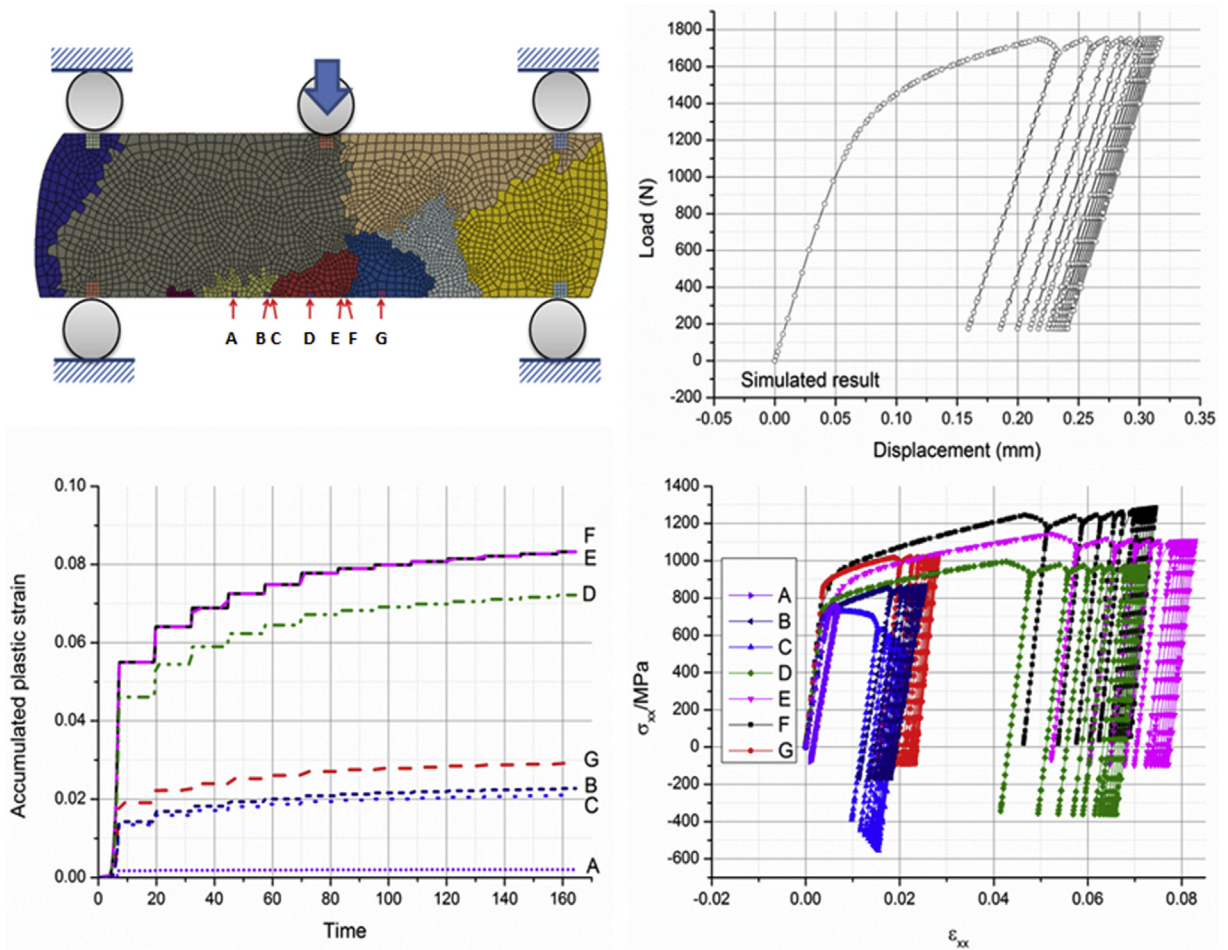 A B C D E F G
1800
1600
1400
1200
1000
800
600
400
200
0
-200
Load (N)
Simulated result
-0.05 0.00 0.05 0.10 0.15 0.20 0.25 0.30 0.35
Displacement (mm)
0.10
0.08
0.06
0.04
0.02
0.00
Accumulated plastic strain
F
E
D
G
B
C
A
0 20 40 60 80 100 120 140 160
Time
1400
1200
1000
800
600
400
200
0
-200
-400
-600
σxx/MPa
A
B
C
D
E
F
G
-0.02 0.00 0.02 0.04 0.06 0.08
εxx